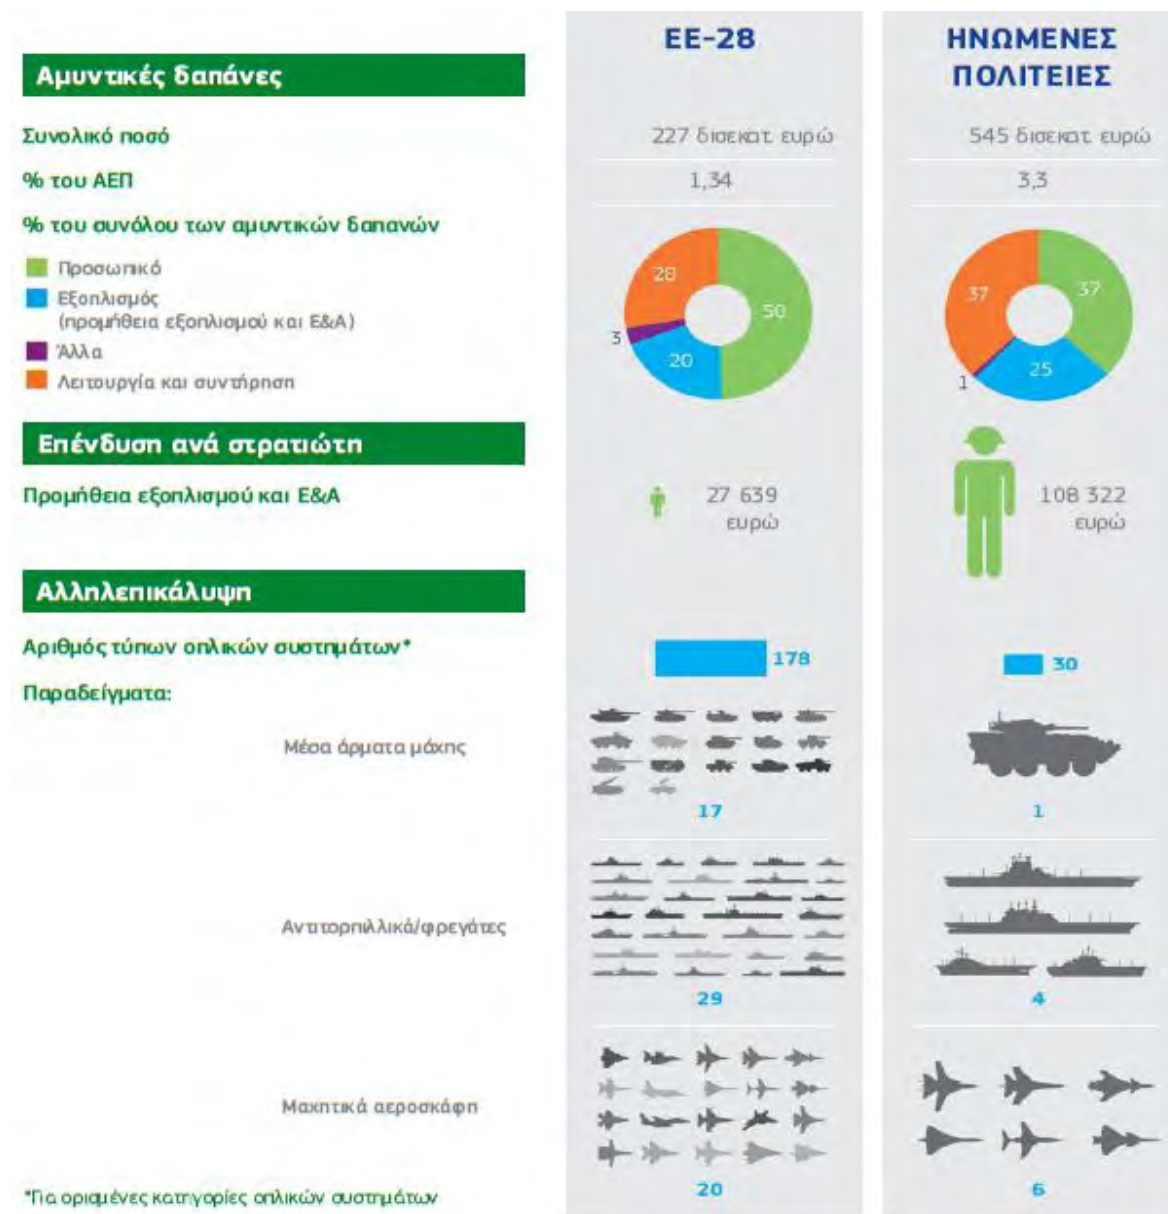 ΕΕ-28
ΗΝΩΜΕΝΕΣ
ΠΟΛΙΤΕΙΕΣ
Αμυντικές δαπάνες
Συνολικό ποσό
227 δισεκατ. ευρώ
545 δισεκατ. ευρώ
% του ΑΕΠ
1,34
3,3
% του συνόλου των αμυντικών δαπανών
Προσωπικό
Εξοπλισμός
(προμήθεια εξοπλισμού και Ε&Α)
Άλλα
Λειτουργία και συντήρηση
28
50
3
20
37
37
1
25
Επένδυση ανά στρατιώτη
Προμήθεια εξοπλισμού και Ε&Α
27 639
ευρώ
108 322
ευρώ
Αλληλεπικάλυψη
Αριθμός τύπων οπλικών συστημάτων*
178
30
Παραδείγματα:
Μέσα άρματα μάχης
17
1
Αντιτορπιλλικά/φρεγάτες
29
4
Μαχητικά αεροσκάφη
20
6
*Για ορισμένες κατηγορίες οπλικών συστημάτων